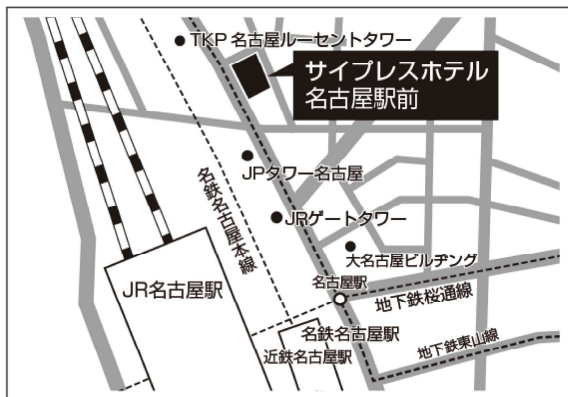 TKP 名古屋ルーセントタワー
サイプレスホテル
名古屋駅前
JPタワー名古屋
名鉄名古屋本線
JRゲートタワー
大名古屋ビルヂング
JR名古屋駅
名古屋駅
地下鉄桜通線
名鉄名古屋駅
近鉄名古屋駅
地下鉄東山線